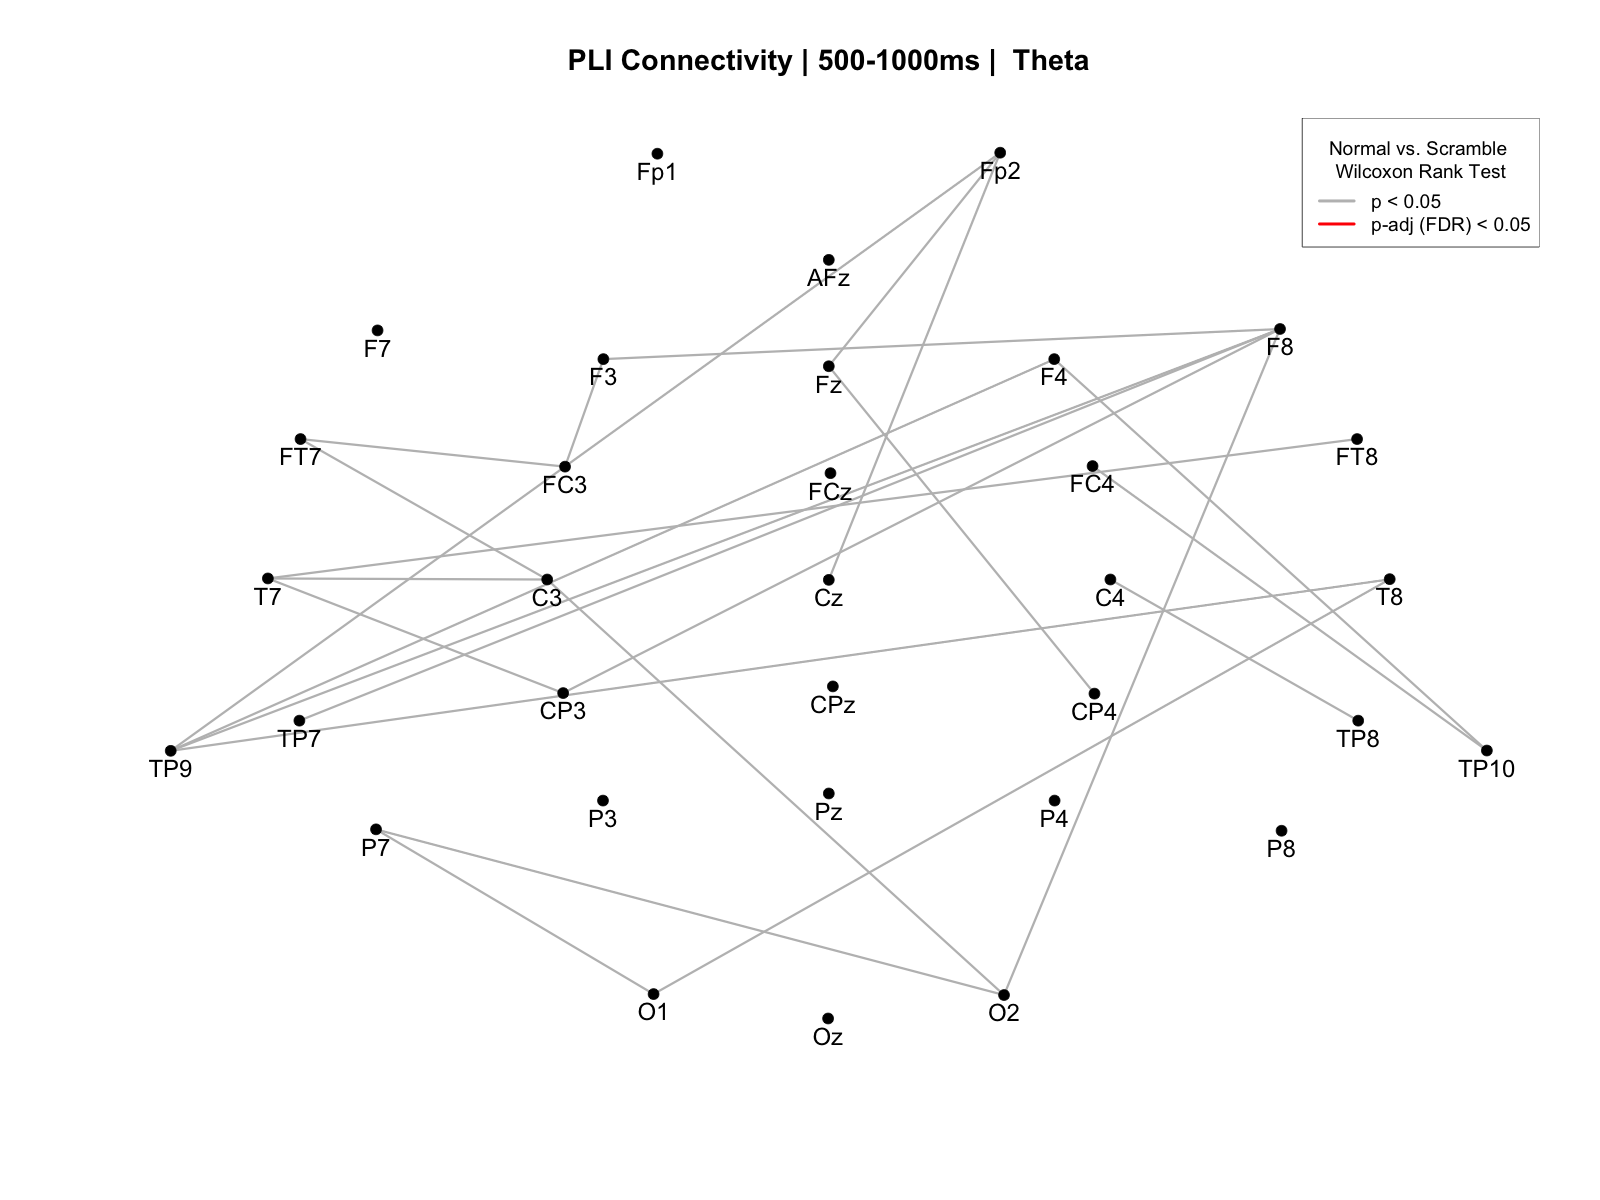 PLI Connectivity | 500-1000ms |  Theta
Normal vs. Scramble
Wilcoxon Rank Test
p < 0.05
p-adj (FDR) < 0.05
Fp1
Fp2
AFz
F7
F3
Fz
F4
F8
FT7
FC3
FCz
FC4
FT8
T7
C3
Cz
C4
T8
TP9
TP7
CP3
CPz
CP4
TP8
TP10
P7
P3
Pz
P4
P8
O1
Oz
O2